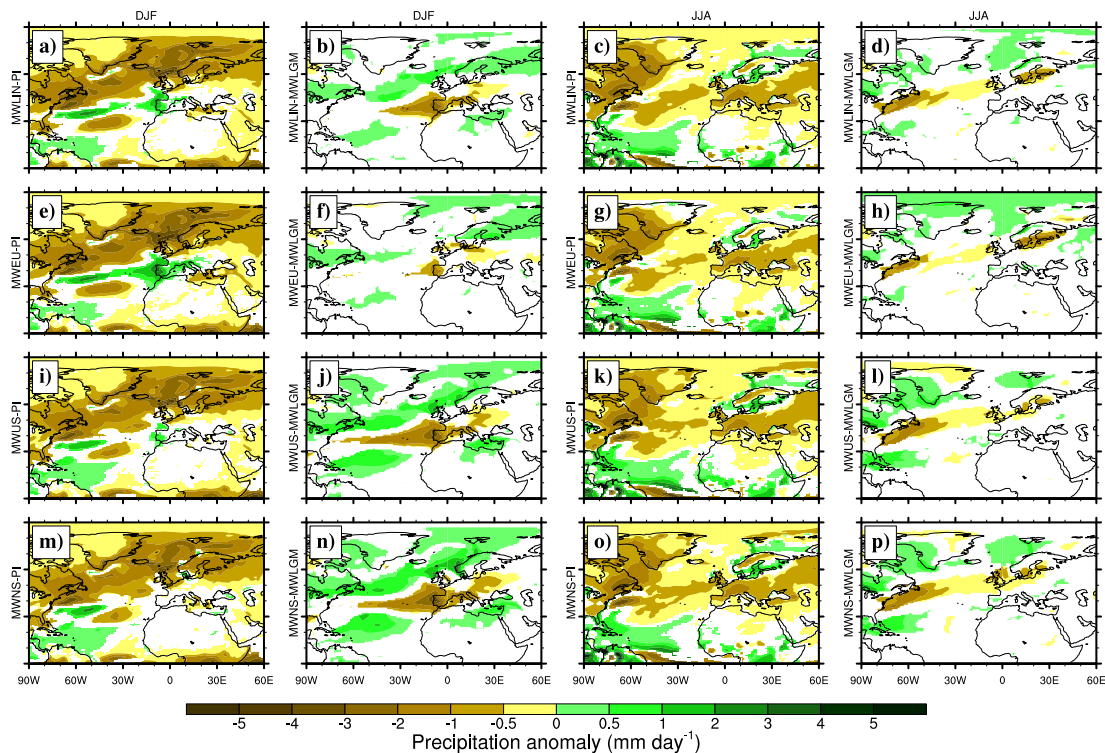 DJF DJF JJA JJA
MWLIN-PI a) MWLIN-MWLGM b) MWLIN-PI c) MWLIN-MWLGM d)
MWEU-PI e) MWEU-MWLGM f) MWEU-PI g) MWEU-MWLGM h)
MWUS-PI i) MWUS-MWLGM j) MWUS-PI k) MWUS-MWLGM l)
MWNS-PI m) MWNS-MWLGM n) MWNS-PI o) MWNS-MWLGM p)
90W 60W 30W 0 30E 60E 90W 60W 30W 0 30E 60E 90W 60W 30W 0 30E 60E 90W 60W 30W 0 30E 60E
-5 -4 -3 -2 -1 -0.5 0 0.5 1 2 3 4 5
Precipitation anomaly (mm day⁻¹)